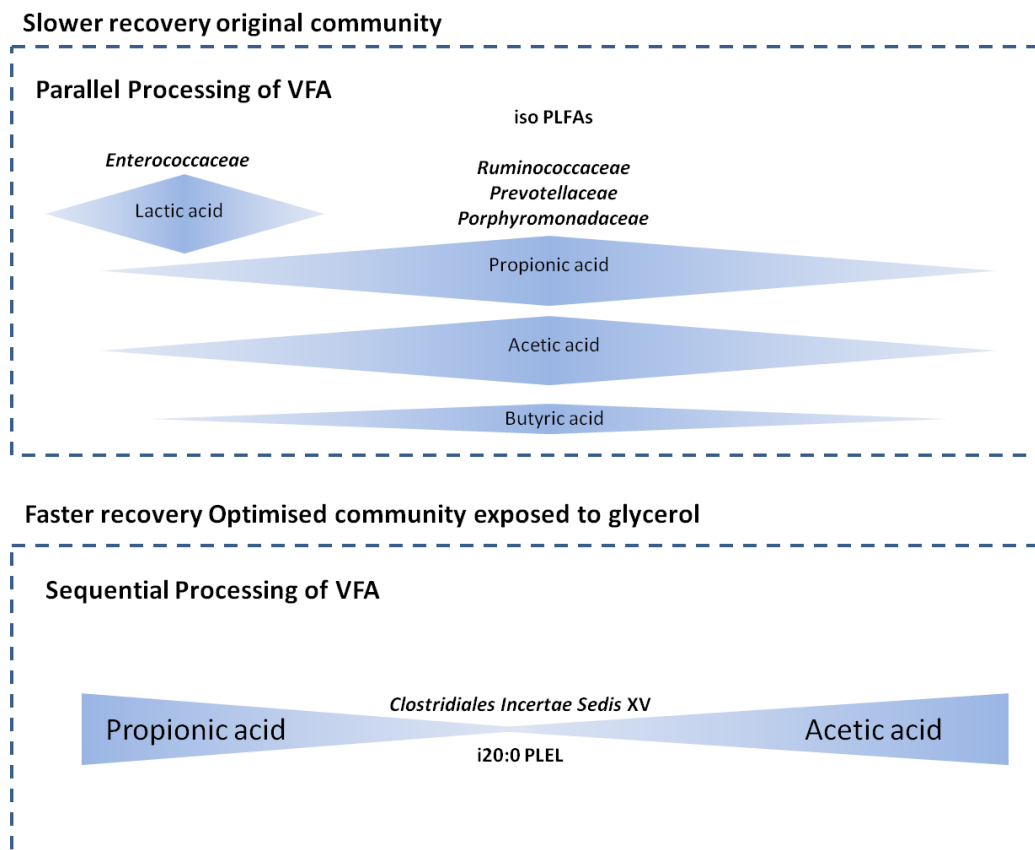 Slower recovery original community
Parallel Processing of VFA
iso PLFAs
Enterococcaceae
Lactic acid
Ruminococcaceae
Prevotellaceae
Porphyromonadaceae
Propionic acid
Acetic acid
Butyric acid
Faster recovery Optimised community exposed to glycerol
Sequential Processing of VFA
Clostridiales Incertae Sedis XV
Propionic acid
Acetic acid
i20:0 PLEL